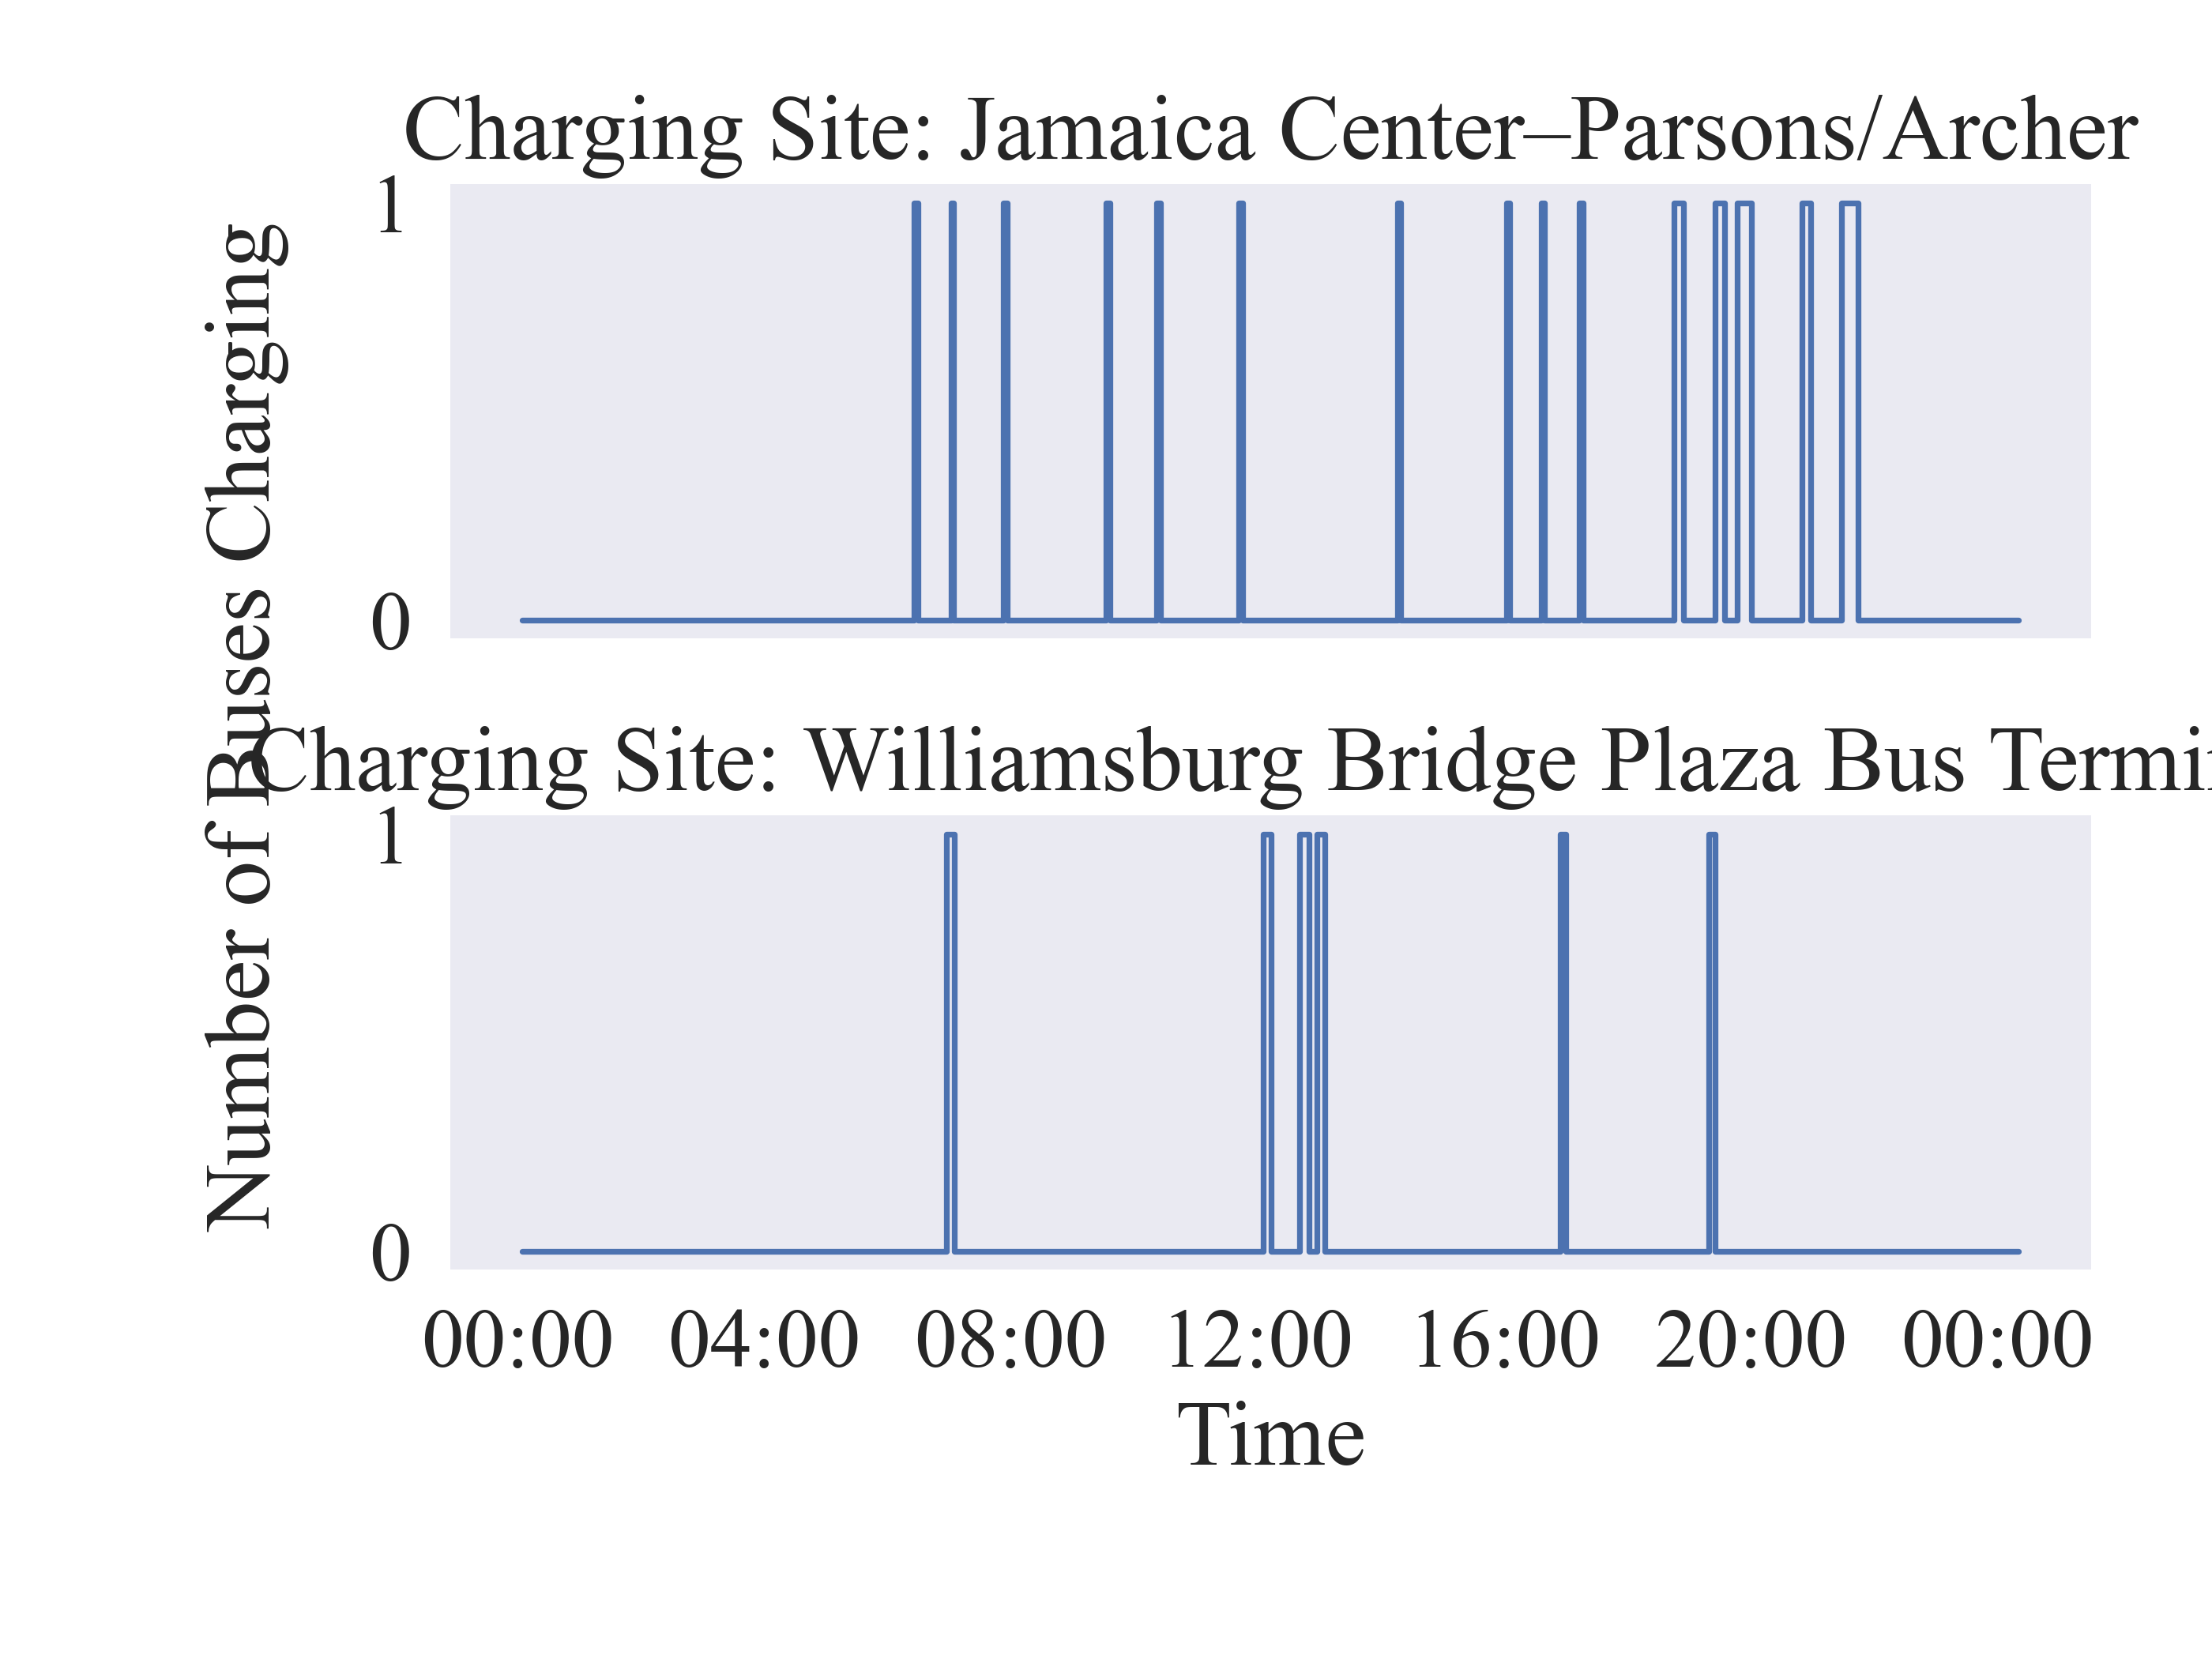 Charging Site: Jamaica Center–Parsons/Archer
1
0
Number of Buses Charging
Charging Site: Williamsburg Bridge Plaza Bus
1
0
00:00 04:00 08:00 12:00 16:00 20:00 00:00
Time